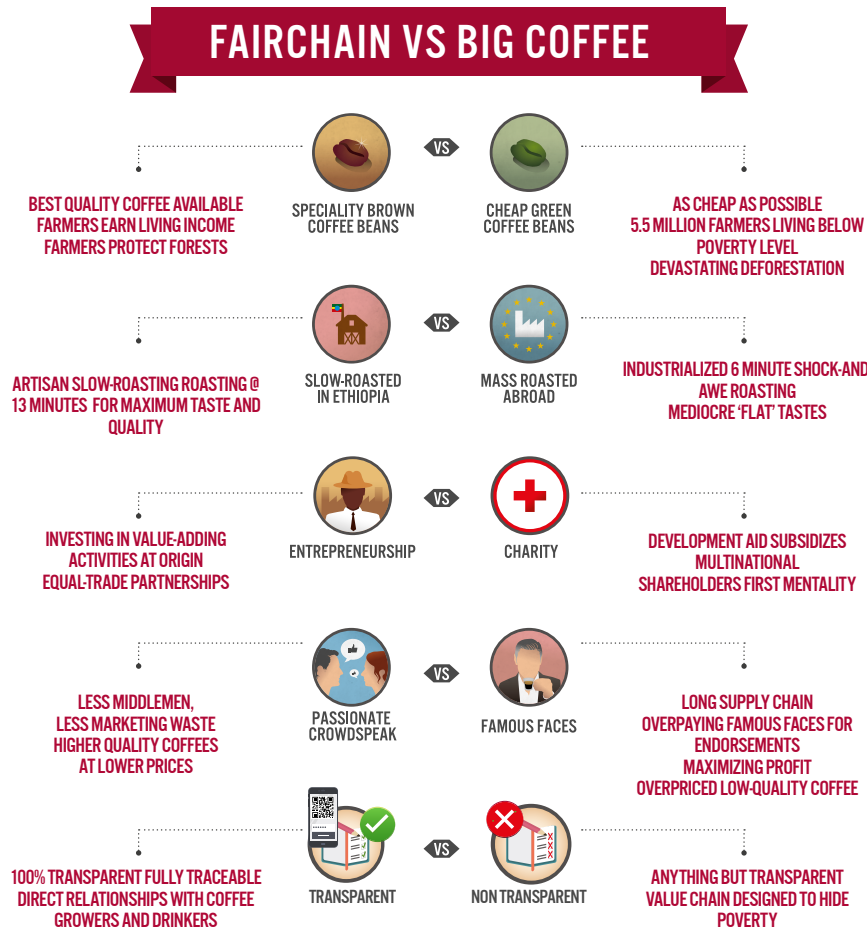 FAIRCHAIN VS BIG COFFEE
VS
BEST QUALITY COFFEE AVAILABLE
FARMERS EARN LIVING INCOME
FARMERS PROTECT FORESTS
SPECIALITY BROWN
COFFEE BEANS
CHEAP GREEN
COFFEE BEANS
AS CHEAP AS POSSIBLE
5.5 MILLION FARMERS LIVING BELOW
POVERTY LEVEL
DEVASTATING DEFORESTATION
VS
ARTISAN SLOW-ROASTING ROASTING @
13 MINUTES FOR MAXIMUM TASTE AND
QUALITY
SLOW-ROASTED
IN ETHIOPIA
MASS ROASTED
ABROAD
INDUSTRIALIZED 6 MINUTE SHOCK-AND
AWE ROASTING
MEDIOCRE ‘FLAT’ TASTES
VS
INVESTING IN VALUE-ADDING
ACTIVITIES AT ORIGIN
EQUAL-TRADE PARTNERSHIPS
ENTREPRENEURSHIP
CHARITY
DEVELOPMENT AID SUBSIDIZES
MULTINATIONAL
SHAREHOLDERS FIRST MENTALITY
VS
LESS MIDDLEMEN,
LESS MARKETING WASTE
HIGHER QUALITY COFFEES
AT LOWER PRICES
PASSIONATE
CROWDSPEAK
FAMOUS FACES
LONG SUPPLY CHAIN
OVERPAYING FAMOUS FACES FOR
ENDORSEMENTS
MAXIMIZING PROFIT
OVERPRICED LOW-QUALITY COFFEE
VS
100% TRANSPARENT FULLY TRACEABLE
DIRECT RELATIONSHIPS WITH COFFEE
GROWERS AND DRINKERS
TRANSPARENT
NON TRANSPARENT
ANYTHING BUT TRANSPARENT
VALUE CHAIN DESIGNED TO HIDE
POVERTY